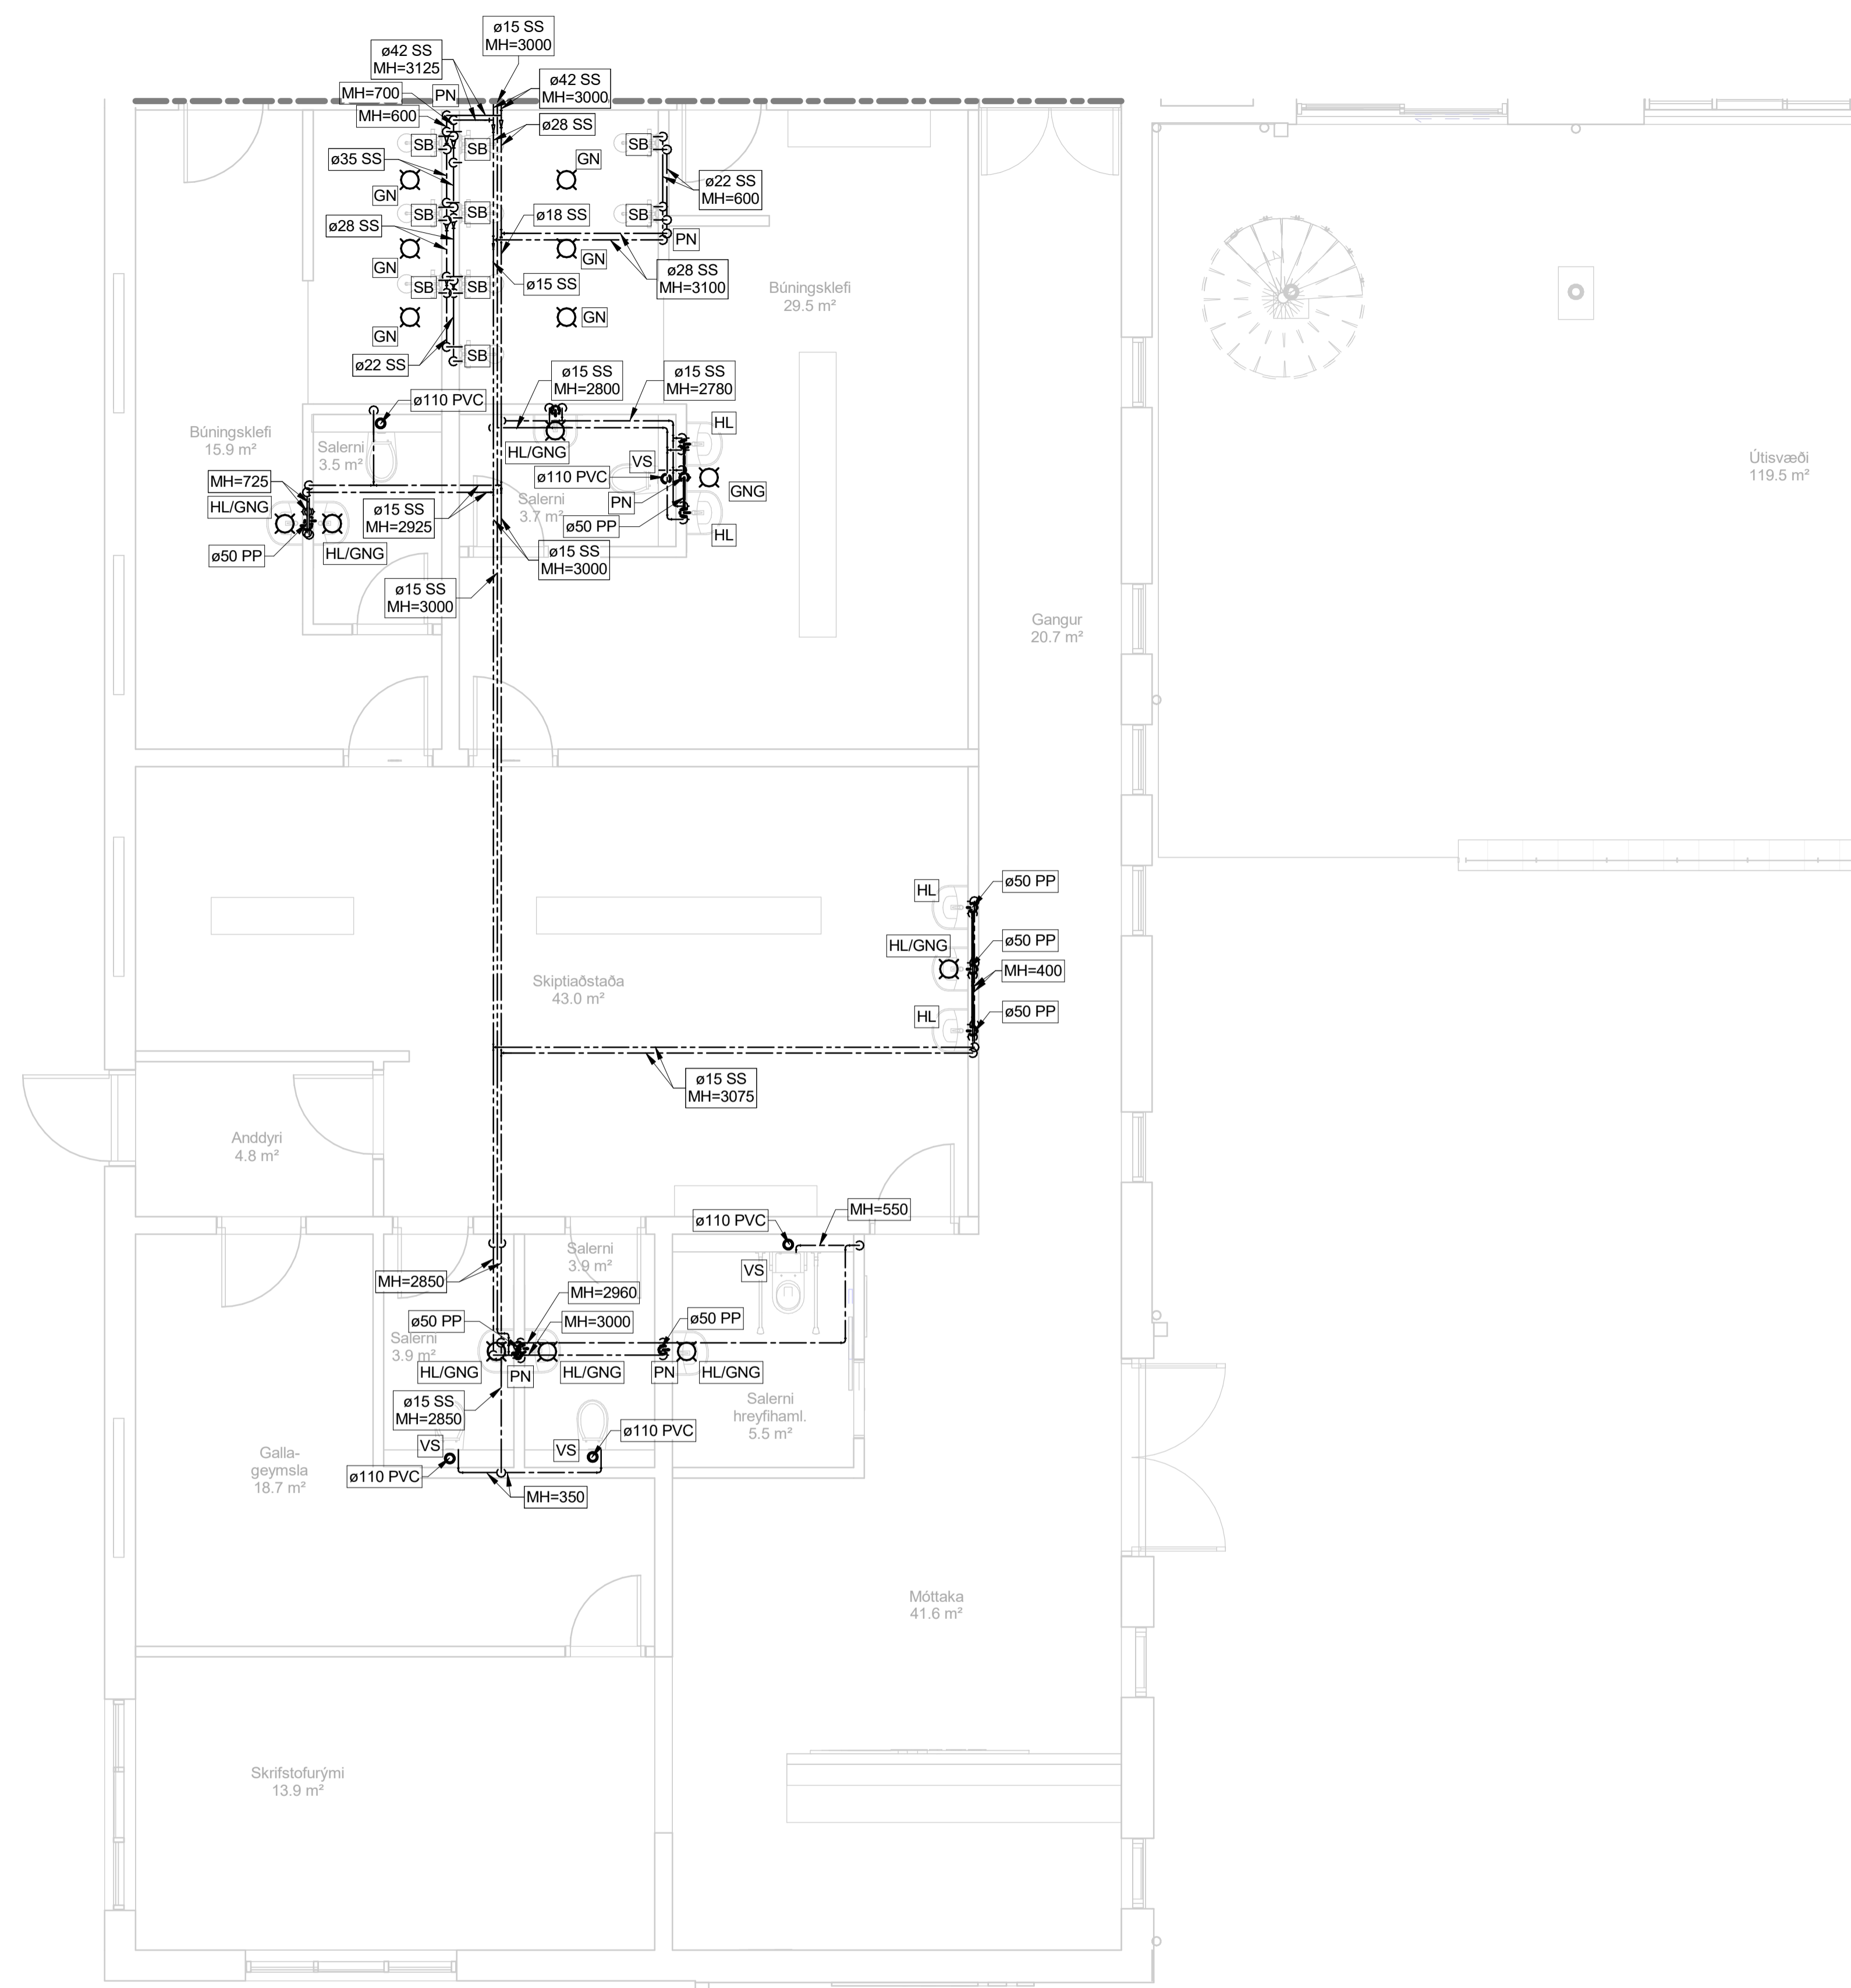 ø15 SS
MH=3000
ø42 SS
MH=3125
ø42 SS
MH=3000
MH=700
PN
MH=600
ø28 SS
SB
SB
SB
ø35 SS
GN
GN
ø22 SS
MH=600
SB
SB
SB
ø18 SS
ø28 SS
PN
GN
GN
ø28 SS
MH=3100
SB
SB
ø15 SS
Búningsklefi
29.5 m²
GN
GN
SB
ø22 SS
ø15 SS
MH=2800
ø15 SS
MH=2780
ø110 PVC
HL
Búningsklefi
15.9 m²
Salerni
3.5 m²
HL/GNG
VS
Útisvæði
119.5 m²
MH=725
ø110 PVC
GNG
HL/GNG
Salerni
3.7 m²
PN
ø15 SS
MH=2925
ø50 PP
HL
ø50 PP
HL/GNG
ø15 SS
MH=3000
ø15 SS
MH=3000
Gangur
20.7 m²
HL
ø50 PP
HL/GNG
ø50 PP
MH=400
Skiptiaðstaða
43.0 m²
HL
ø50 PP
ø15 SS
MH=3075
Anddyri
4.8 m²
MH=550
ø110 PVC
Salerni
3.9 m²
VS
MH=2850
MH=2960
ø50 PP
MH=3000
ø50 PP
Salerni
3.9 m²
HL/GNG
PN
HL/GNG
PN
HL/GNG
ø15 SS
MH=2850
Salerni
hreyfihaml.
5.5 m²
ø110 PVC
VS
VS
Galla-
geymsla
18.7 m²
ø110 PVC
MH=350
Móttaka
41.6 m²
Skrifstofurými
13.9 m²